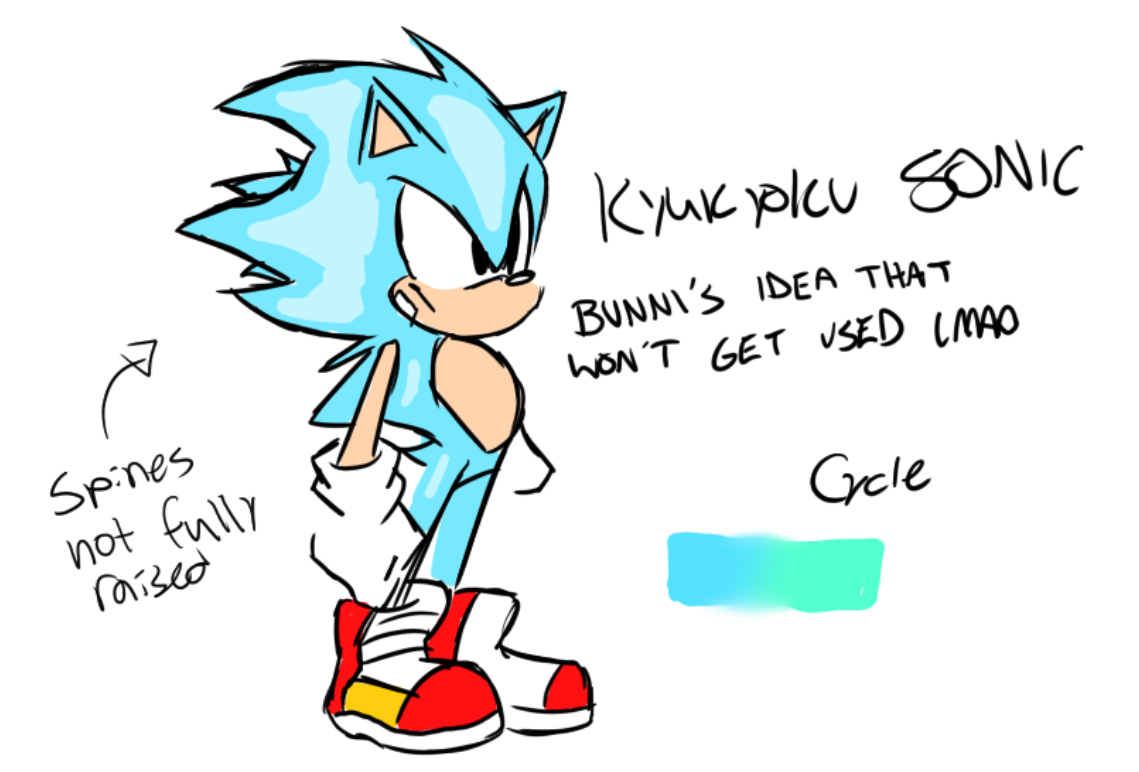 Kyukyoku SONIC
BUNNI'S IDEA THAT
WON'T GET USED LMAO
Cycle
Spines
not fully
raised